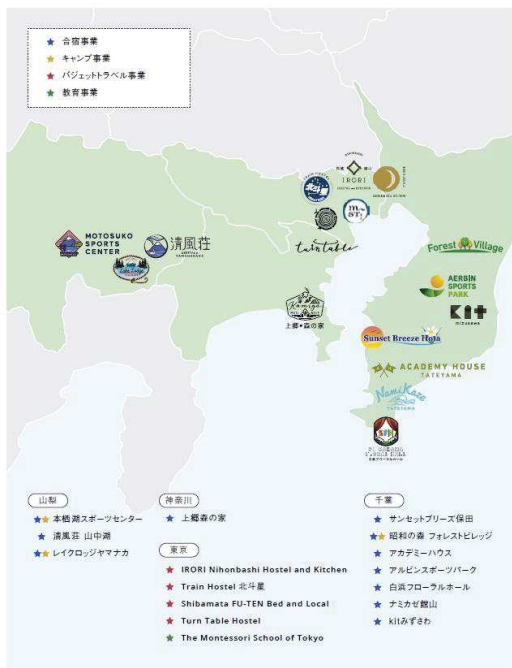 合宿事業
キャンプ事業
バジェットトラベル事業
教育事業
北斗星
IRORI
MOTOSUKO
SPORTS
CENTER
清風荘
turntable
Forest Village
AERBIN
SPORTS
PARK
Kit
MIZUSAWA
Kamigo
上郷・森の家
Sunset Breeze Hota
ACADEMY HOUSE
TATEYAMA
NamiKaze
TATEYAMA
山梨
本栖湖スポーツセンター
清風荘 山中湖
レイクロッジヤマナカ
神奈川
上郷森の家
東京
IRORI Nihonbashi Hostel and Kitchen
Train Hostel 北斗星
Shibamata FU-TEN Bed and Local
Turn Table Hostel
The Montessori School of Tokyo
千葉
サンセットブリーズ保田
昭和の森 フォレストビレッジ
アカデミーハウス
アルビンスポーツパーク
白浜フローラルホール
ナミカゼ館山
kitみずさわ